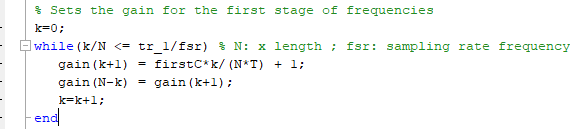 % Sets the gain for the first stage of frequencies
k=0;
while(k/N <= tr_1/fsr) % N: x length ; fsr: sampling rate frequency
gain(k+1) = firstC*k/(N*T) + 1;
gain(N-k) = gain(k+1);
k=k+1;
end